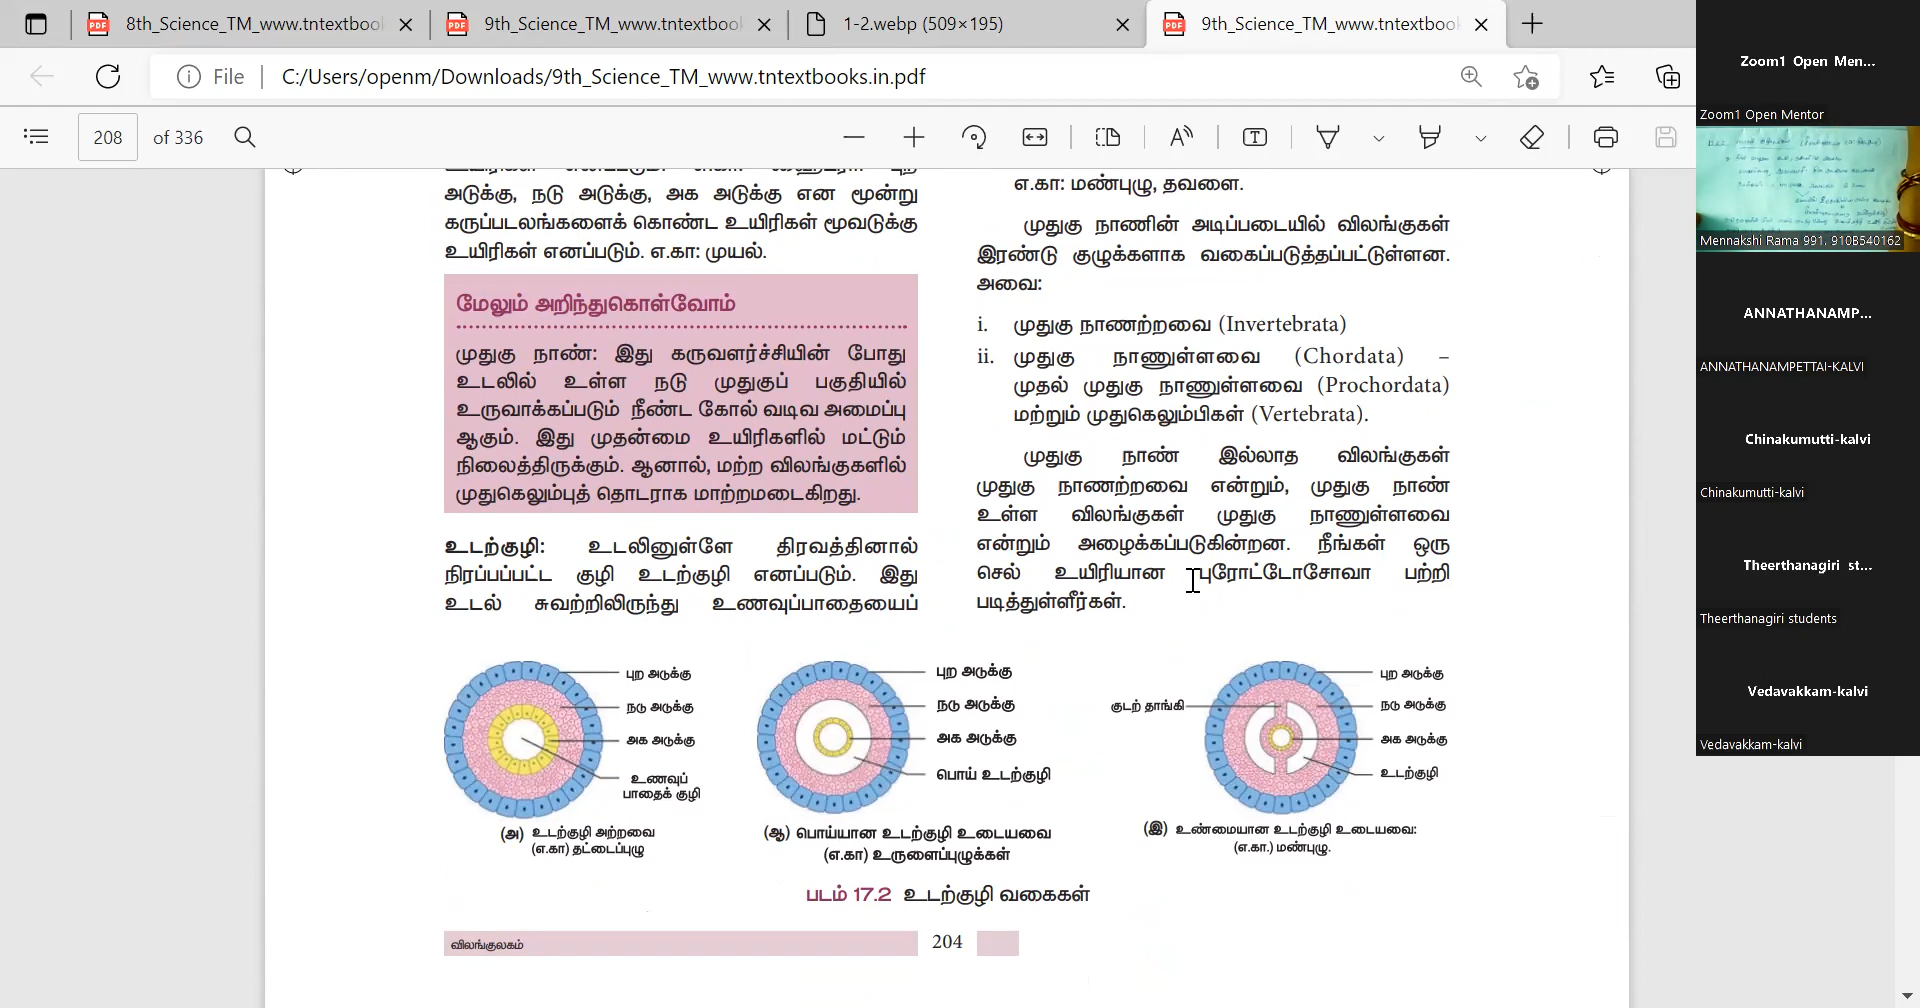 8th_Science_TM_www.tntextbool
9th_Science_TM_www.tntextbool
1-2.webp (509×195)
9th_Science_TM_www.tntextbool
File
C:/Users/openm/Downloads/9th_Science_TM_www.tntextbooks.in.pdf
208 of 336
அடுக்கு, நடு அடுக்கு, அக அடுக்கு என மூன்று
கருப்படலங்களைக் கொண்ட உயிரிகள் மூவடுக்கு
உயிரிகள் எனப்படும். எ.கா: முயல்.
மேலும் அறிந்துகொள்வோம்
முதுகு நாண்: இது கருவளர்ச்சியின் போது
உடலில் உள்ள நடு முதுகுப் பகுதியில்
உருவாக்கப்படும் நீண்ட கோல் வடிவ அமைப்பு
ஆகும். இது முதன்மை உயிரிகளில் மட்டும்
நிலைத்திருக்கும். ஆனால், மற்ற விலங்குகளில்
முதுகெலும்புத் தொடராக மாற்றமடைகிறது.
உடற்குழி: உடலினுள்ளே திரவத்தினால்
நிரப்பப்பட்ட குழி உடற்குழி எனப்படும். இது
உடல் சுவற்றிலிருந்து உணவுப்பாதையைப்
எ.கா: மண்புழு, தவளை.
முதுகு நாணின் அடிப்படையில் விலங்குகள்
இரண்டு குழுக்களாக வகைப்படுத்தப்பட்டுள்ளன.
அவை:
i. முதுகு நாணற்றவை (Invertebrata)
ii. முதுகு நாணுள்ளவை (Chordata) –
முதல் முதுகு நாணுள்ளவை (Prochordata)
மற்றும் முதுகெலும்பிகள் (Vertebrata).
முதுகு நாண் இல்லாத விலங்குகள்
முதுகு நாணற்றவை என்றும், முதுகு நாண்
உள்ள விலங்குகள் முதுகு நாணுள்ளவை
என்றும் அழைக்கப்படுகின்றன. நீங்கள் ஒரு
செல் உயிரியான புரோட்டோசோவா பற்றி
படித்துள்ளீர்கள்.
புற அடுக்கு
நடு அடுக்கு
அக அடுக்கு
உணவுப்
பாதைக் குழி
(அ) உடற்குழி அற்றவை
(எ.கா) தட்டைப்புழு
புற அடுக்கு
நடு அடுக்கு
அக அடுக்கு
பொய் உடற்குழி
(ஆ) பொய்யான உடற்குழி உடையவை
(எ.கா) உருளைப்புழுக்கள்
குடற் தாங்கி
புற அடுக்கு
நடு அடுக்கு
அக அடுக்கு
உடற்குழி
(இ) உண்மையான உடற்குழி உடையவை:
(எ.கா.) மண்புழு.
படம் 17.2 உடற்குழி வகைகள்
விலங்குலகம்
204
Zoom1 Open Men...
Zoom1 Open Mentor
Mennakshi Rama 991. 910B540162
ANNATHANAMP...
ANNATHANAMPETTAI-KALVI
Chinakumutti-kalvi
Chinakumutti-kalvi
Theerthanagiri st...
Theerthanagiri students
Vedavakkam-kalvi
Vedavakkam-kalvi